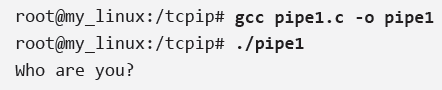 root@my_linux:/tcpip# gcc pipe1.c -o pipe1
root@my_linux:/tcpip# ./pipe1
Who are you?